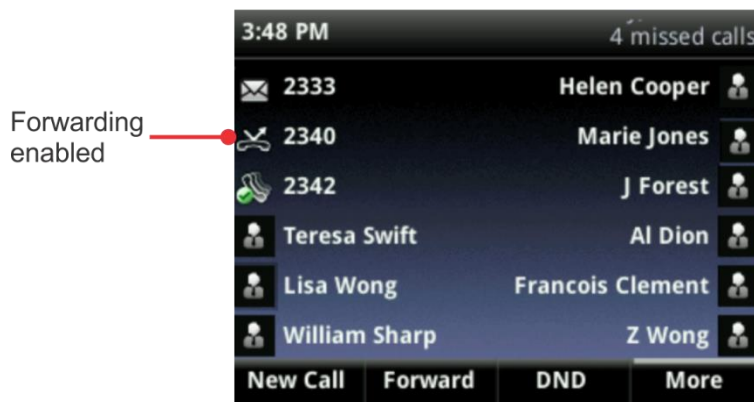 3:48 PM 4 missed calls
2333 Helen Cooper
Forwarding
enabled
2340 Marie Jones
2342 J Forest
Teresa Swift Al Dion
Lisa Wong Francois Clement
William Sharp Z Wong
New Call Forward DND More